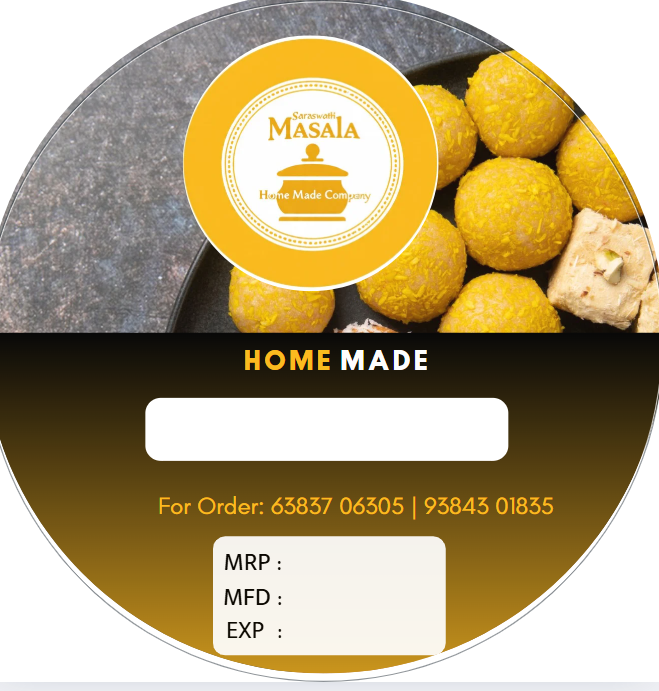 Saraswathi
MASALA
Home Made Company
HOME MADE
For Order: 63837 06305 | 93843 01835
MRP :
MFD :
EXP :